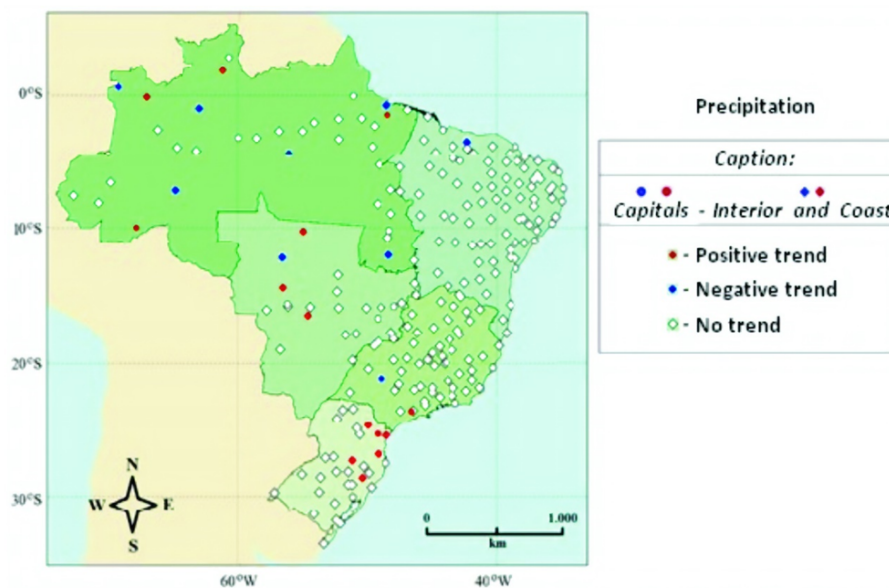 0°S
10°S
20°S
30°S
60°W
40°W
N
W
E
S
0
1.000
km
Precipitation
Caption:
Capitals - Interior and Coast
- Positive trend
- Negative trend
- No trend